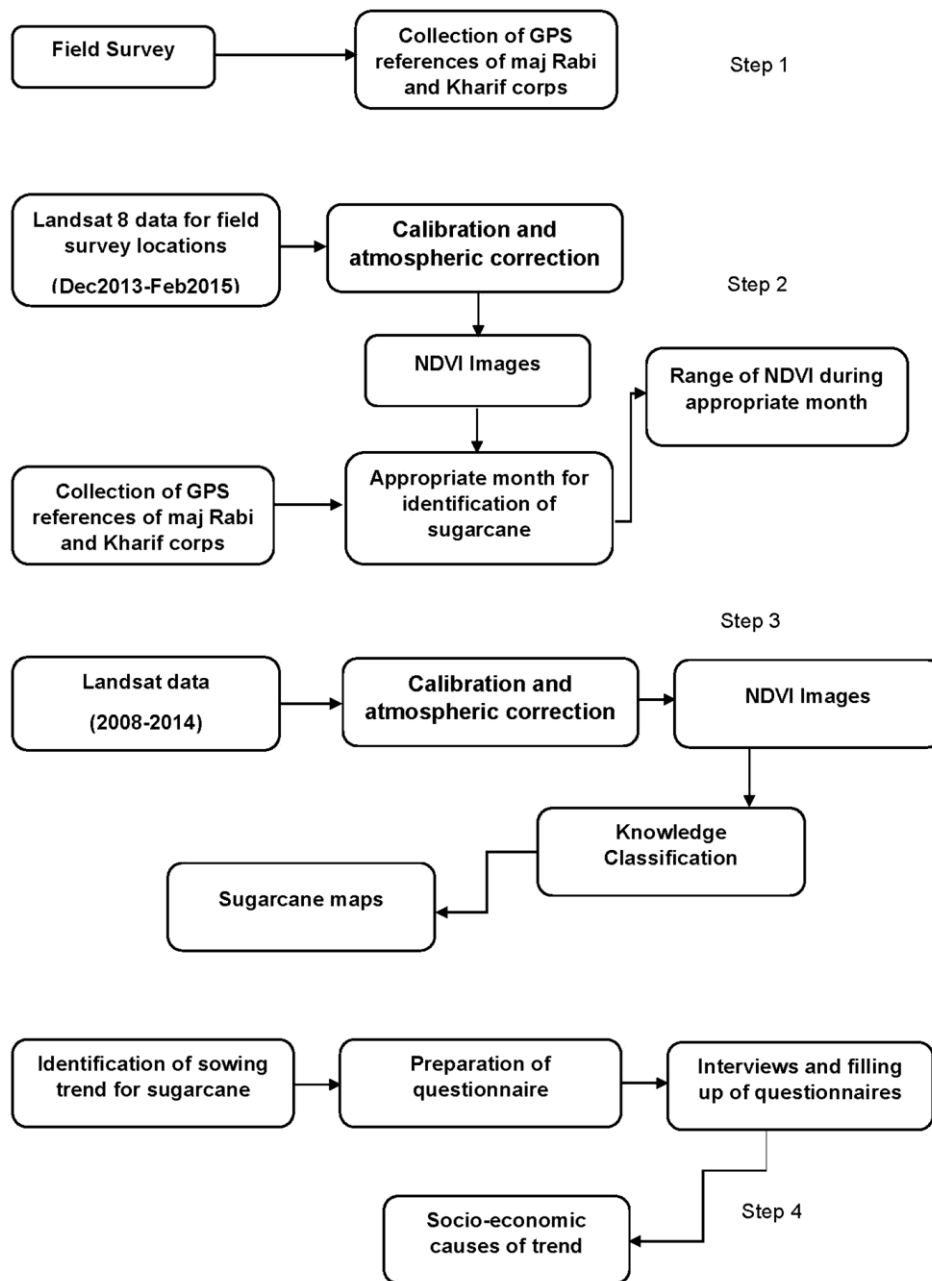 Field Survey
Collection of GPS
references of maj Rabi
and Kharif corps
Step 1
Landsat 8 data for field
survey locations
(Dec2013-Feb2015)
Calibration and
atmospheric correction
Step 2
NDVI Images
Range of NDVI during
appropriate month
Collection of GPS
references of maj Rabi
and Kharif corps
Appropriate month for
identification of
sugarcane
Step 3
Landsat data
(2008-2014)
Calibration and
atmospheric correction
NDVI Images
Knowledge
Classification
Sugarcane maps
Identification of sowing
trend for sugarcane
Preparation of
questionnaire
Interviews and filling
up of questionnaires
Socio-economic
causes of trend
Step 4